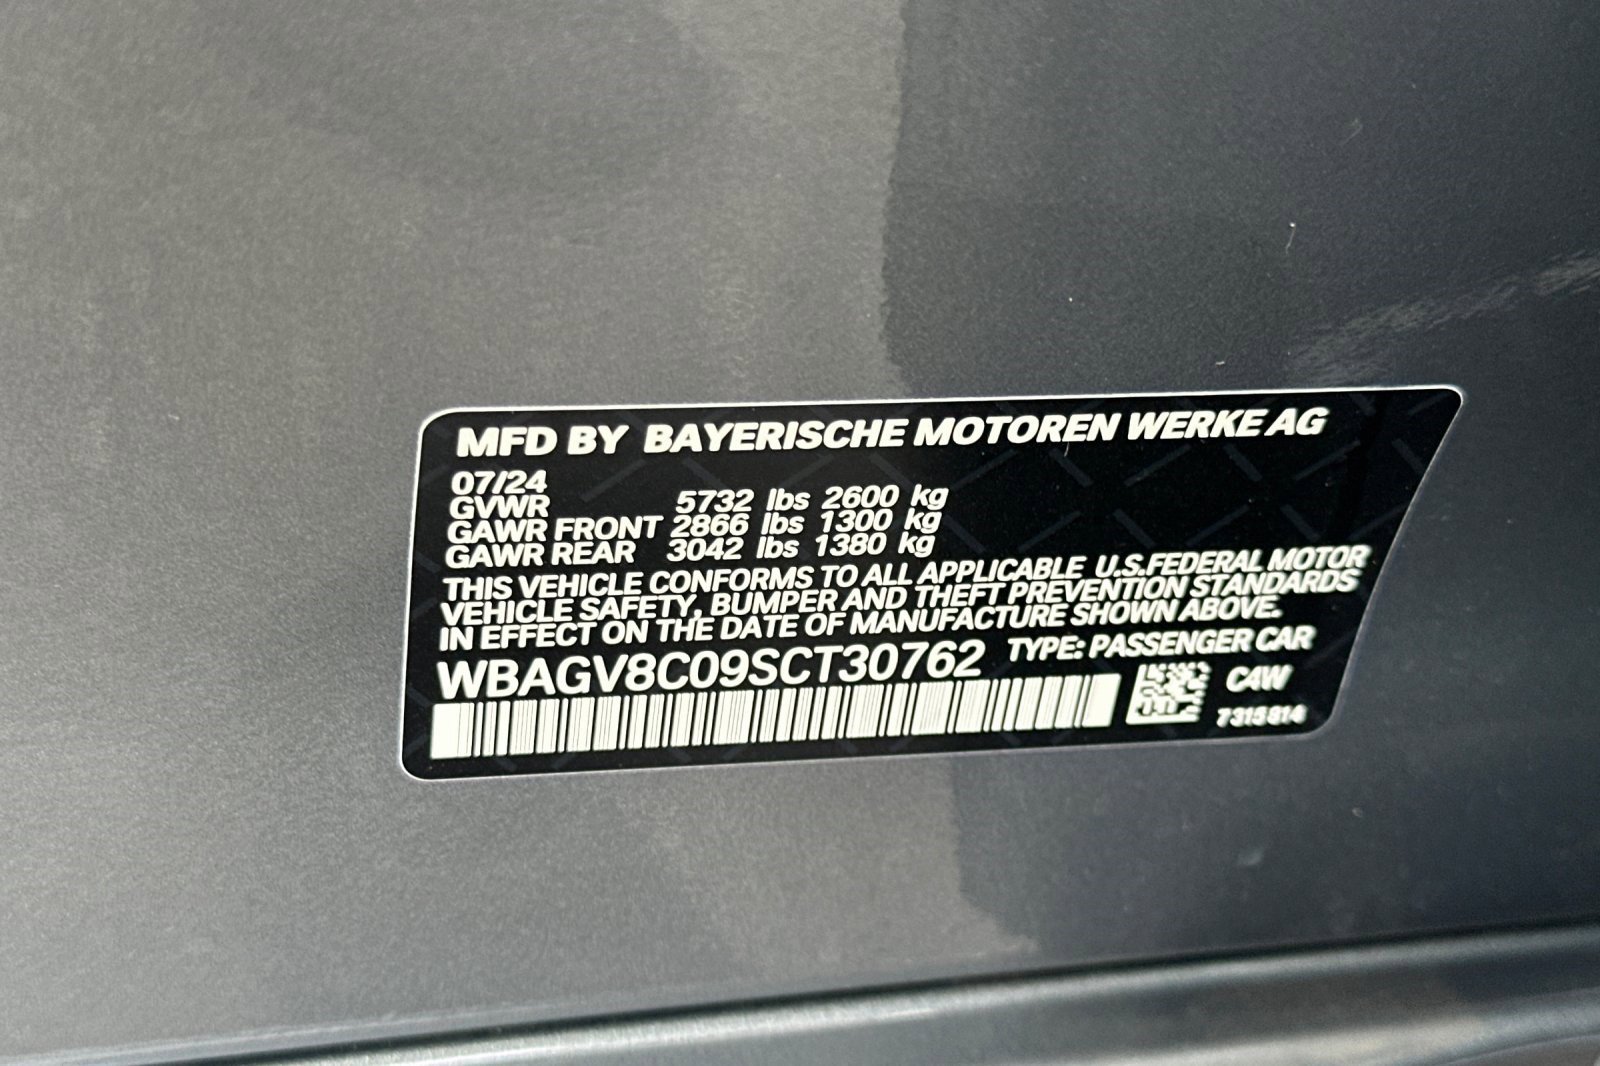 MFD BY BAYERISCHE MOTOREN WERKE AG
07/24
GVWR 5732 lbs 2600 kg
GAWR FRONT 2866 lbs 1300 kg
GAWR REAR 3042 lbs 1380 kg
THIS VEHICLE CONFORMS TO ALL APPLICABLE U.S.FEDERAL MOTOR
VEHICLE SAFETY, BUMPER AND THEFT PREVENTION STANDARDS
IN EFFECT ON THE DATE OF MANUFACTURE SHOWN ABOVE.
WBAGV8C09SCT30762 TYPE: PASSENGER CAR
C4W
7315814